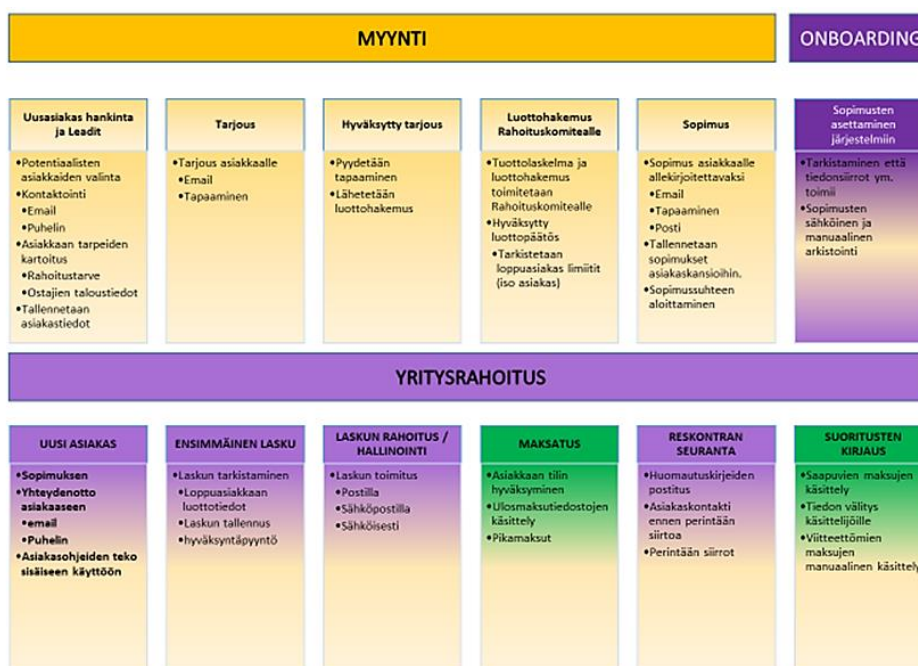 MYYNTI
ONBOARDING
Uusasiakas hankinta
ja Leadit
•Potentiaalisten
asiakkaiden valinta
•Kontaktointi
•Email
•Puhelin
•Asiakkaan tarpeiden
kartoitus
•Rahoitustarve
•Ostajien taloustiedot
•Tallennetaan
asiakastiedot
Tarjous
•Tarjous asiakkaalle
•Email
•Tapaaminen
Hyväksytty tarjous
•Pyydetään
tapaaminen
•Lähetetään
luottohakemus
Luottohakemus
Rahoituskomitealle
•Tuottolaskelma ja
luottohakemus
toimitetaan
Rahoituskomitealle
•Hyväksytty
luottopäätös
•Tarkistetaan
loppuasiakas limiitit
(iso asiakas)
Sopimus
•Sopimus asiakkaalle
allekirjoitettavaksi
•Email
•Tapaaminen
•Posti
•Tallennetaan
sopimukset
asiakaskansioihin.
•Sopimussuhteen
aloittaminen
Sopimusten
asettaminen
järjestelmiin
•Tarkistaminen että
tiedonsiirrot ym.
toimii
•Sopimusten
sähköinen ja
manuaalinen
arkistointi
YRITYSRAHOITUS
UUSI ASIAKAS
•Sopimuksen
•Yhteydenotto
asiakaaseen
•email
•Puhelin
•Asiakasohjeiden teko
sisäiseen käyttöön
ENSIMMÄINEN LASKU
•Laskun tarkistaminen
•Loppuasiakkaan
luottotiedot
•Laskun tallennus
•hyväksyntäpyyntö
LASKUN RAHOITUS /
HALLINOINTI
•Laskun toimitus
•Postilla
•Sähköpostilla
•Sähköisesti
MAKSATUS
•Asiakkaan tilin
hyväksyminen
•Ulosmaksutiedostojen
käsittely
•Pikamaksut
RESKONTRAN
SEURANTA
•Huomautuskirjeiden
postitus
•Asiakaskontakti
ennen perintään
siirtoa
•Perintään siirrot
SUORITUSTEN
KIRJAUS
•Saapuvien maksujen
käsittely
•Tiedon välitys
käsittelijöille
•Viitteettömien
maksujen
manuaalinen käsittely